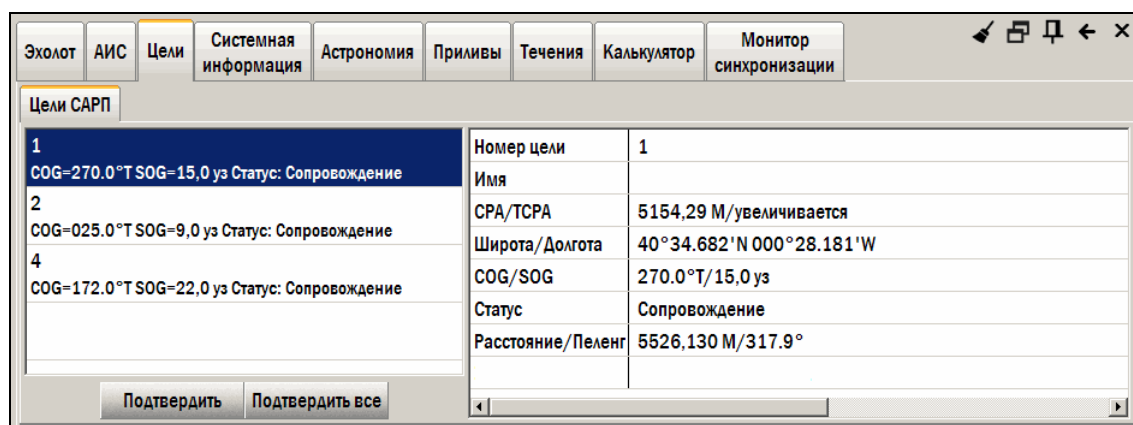 Эхолот АИС Цели Системная информация Астрономия Приливы Течения Калькулятор Монитор синхронизации
Цели САРП
1
COG=270.0°T SOG=15,0 уз Статус: Сопровождение
2
COG=025.0°T SOG=9,0 уз Статус: Сопровождение
4
COG=172.0°T SOG=22,0 уз Статус: Сопровождение
Подтвердить Подтвердить все
Номер цели 1
Имя
CPA/TCPA 5154,29 М/увеличивается
Широта/Долгота 40°34.682'N 000°28.181'W
COG/SOG 270.0°T/15,0 уз
Статус Сопровождение
Расстояние/Пеленг 5526,130 М/317.9°